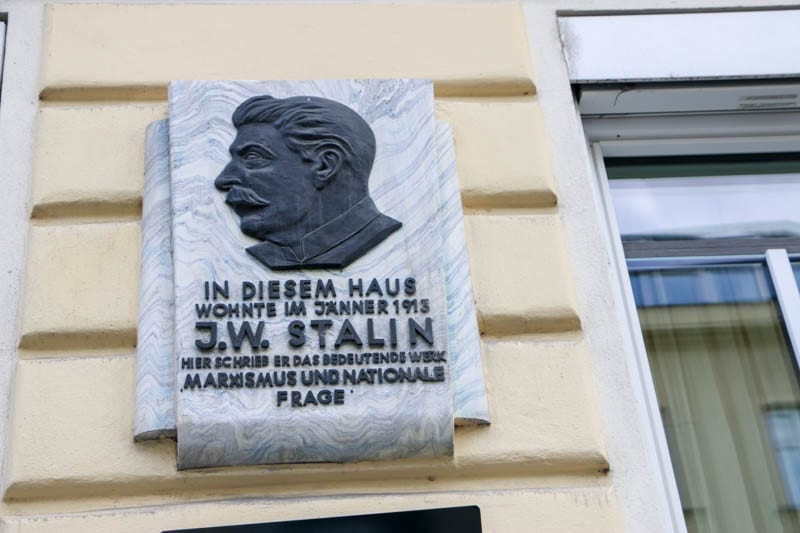 IN DIESEM HAUS
WOHNTE IM JÄNNER 1913
J.W. STALIN
HIER SCHRIEB ER DAS BEDEUTENDE WERK
„MARXISMUS UND NATIONALE
FRAGE“